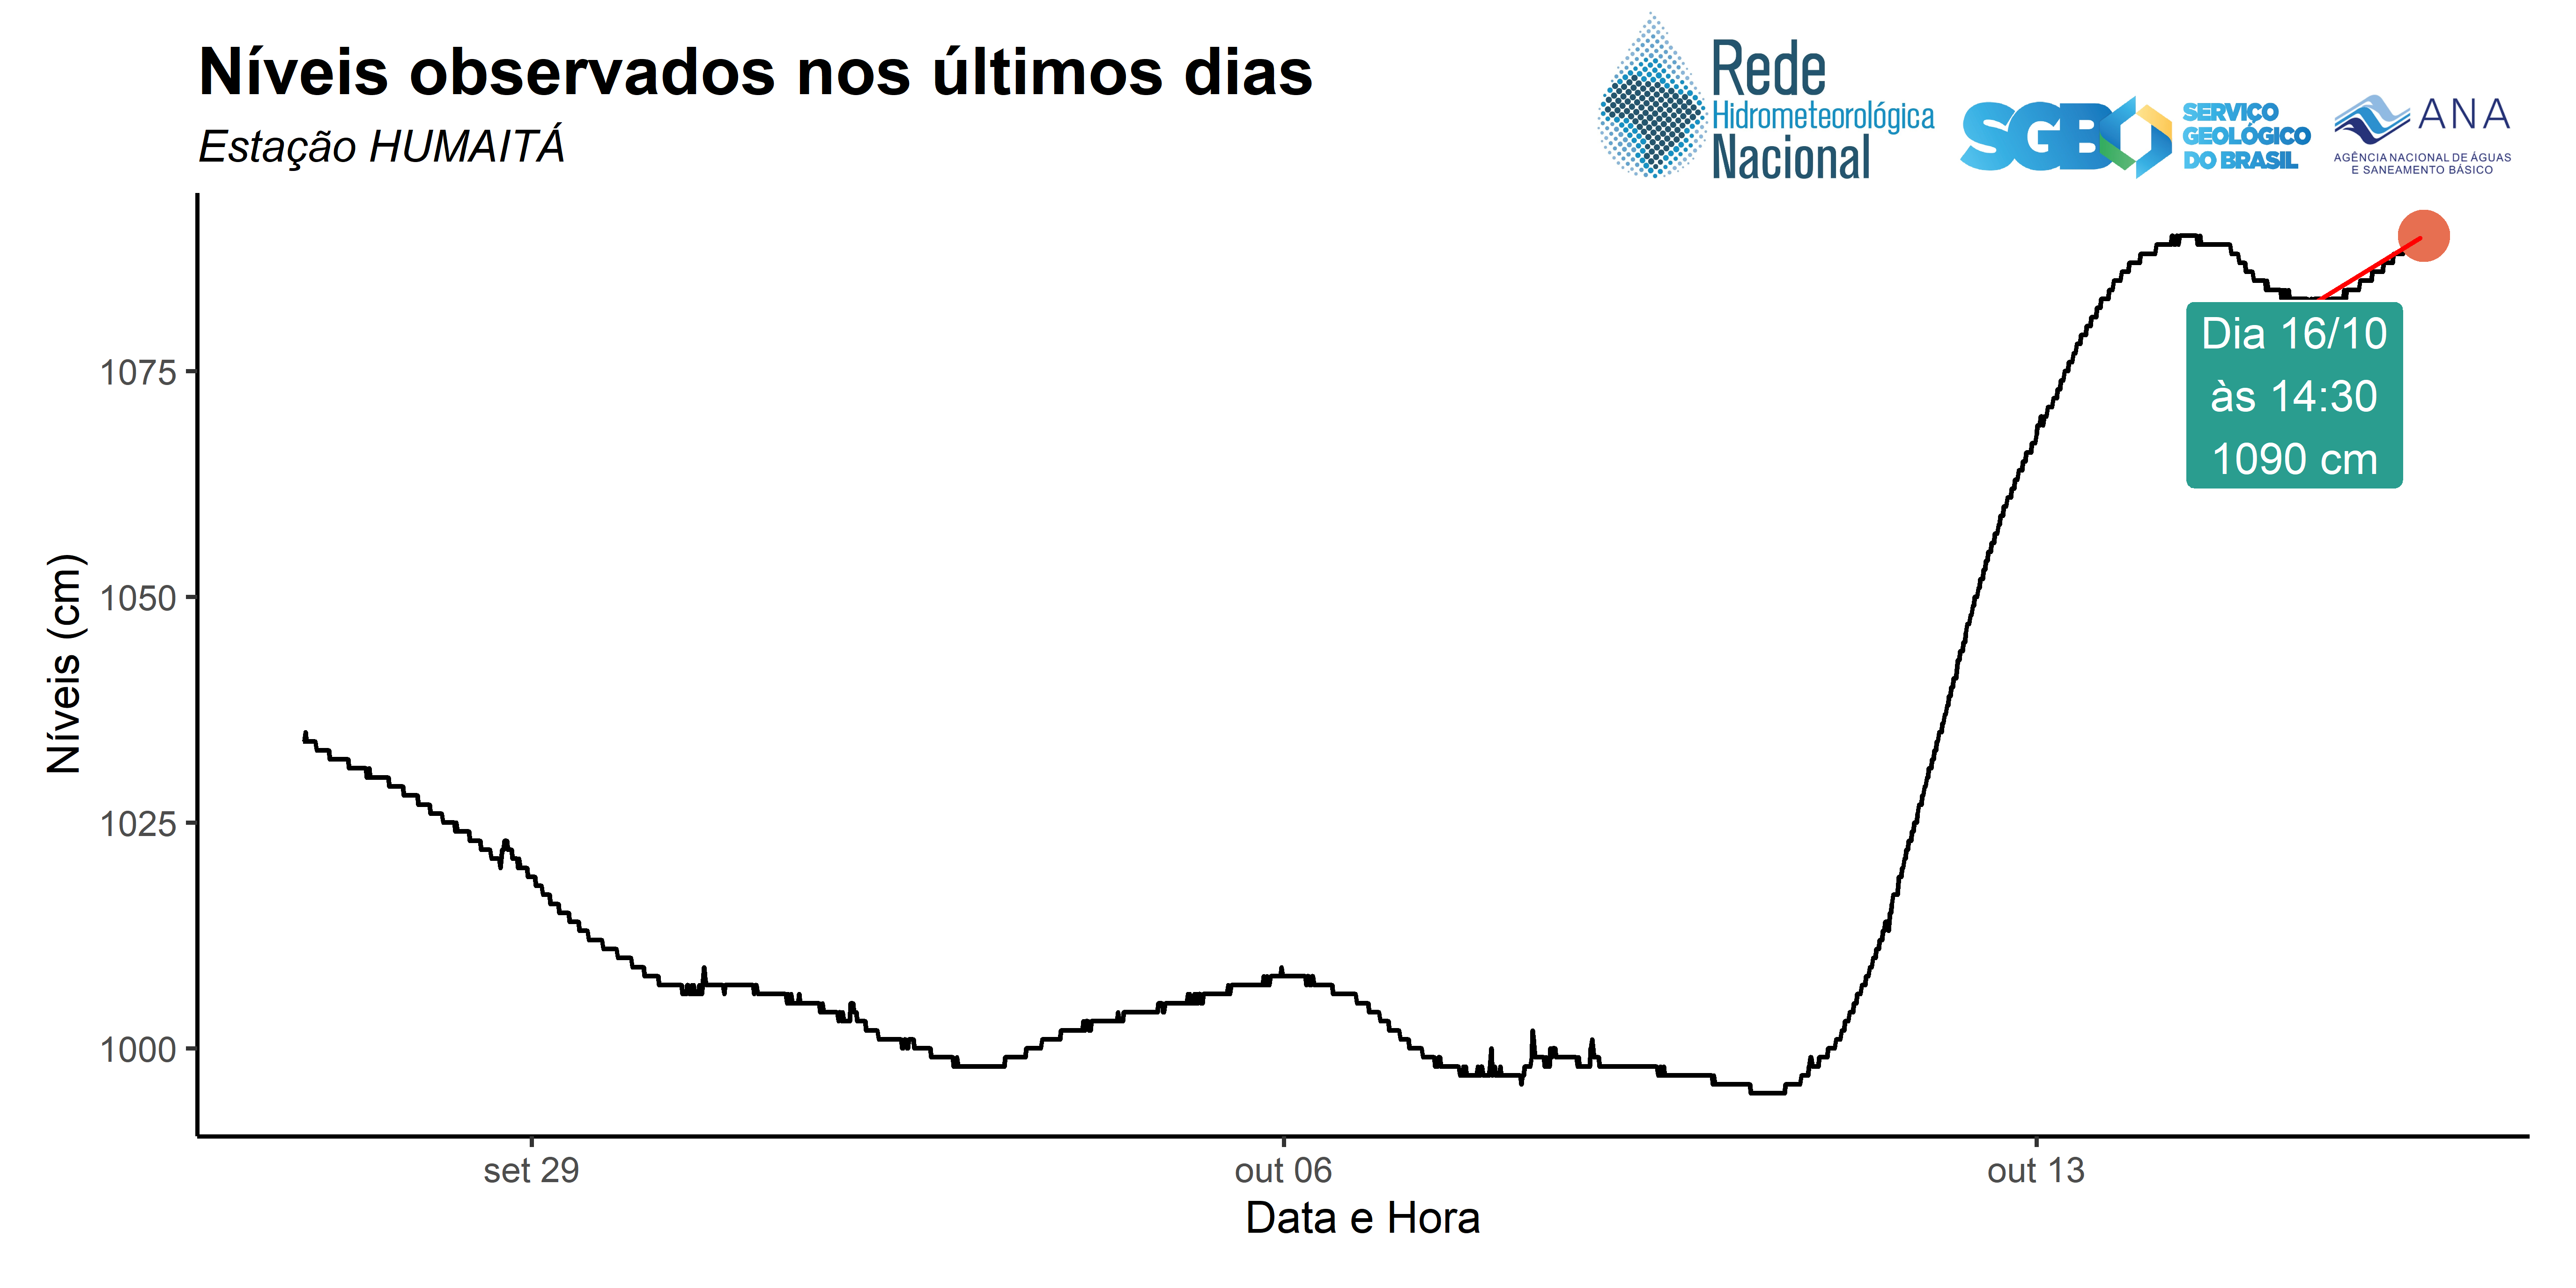 Níveis observados nos últimos dias
Estação HUMAITÁ
Rede
Hidrometeorológica
Nacional
SGB
SERVIÇO
GEOLÓGICO
DO BRASIL
ANA
AGÊNCIA NACIONAL DE ÁGUAS
E SANEAMENTO BÁSICO
Níveis (cm)
1075
1050
1025
1000
Dia 16/10
às 14:30
1090 cm
set 29
out 06
out 13
Data e Hora